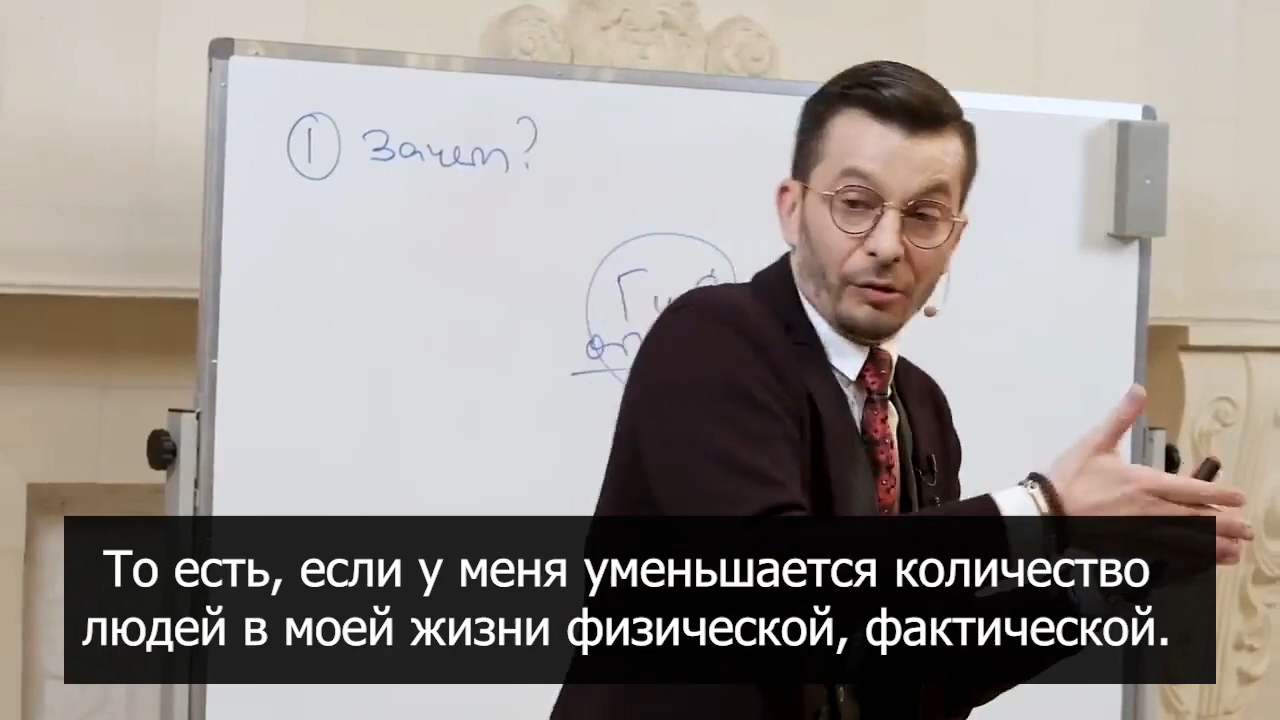 ① Зачем?
То есть, если у меня уменьшается количество
людей в моей жизни физической, фактической.